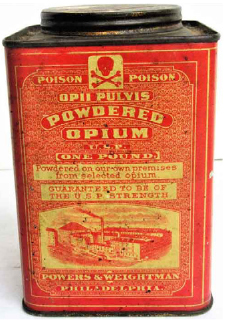 POISON POISON
OPII PULVIS
POWDERED
OPIUM
U.S.P.
[ONE POUND.]
Powdered on our own premises
from selected opium.
GUARANTEED TO BE OF
THE U.S.P. STRENGTH
POWERS & WEIGHTMAN
PHILADELPHIA.